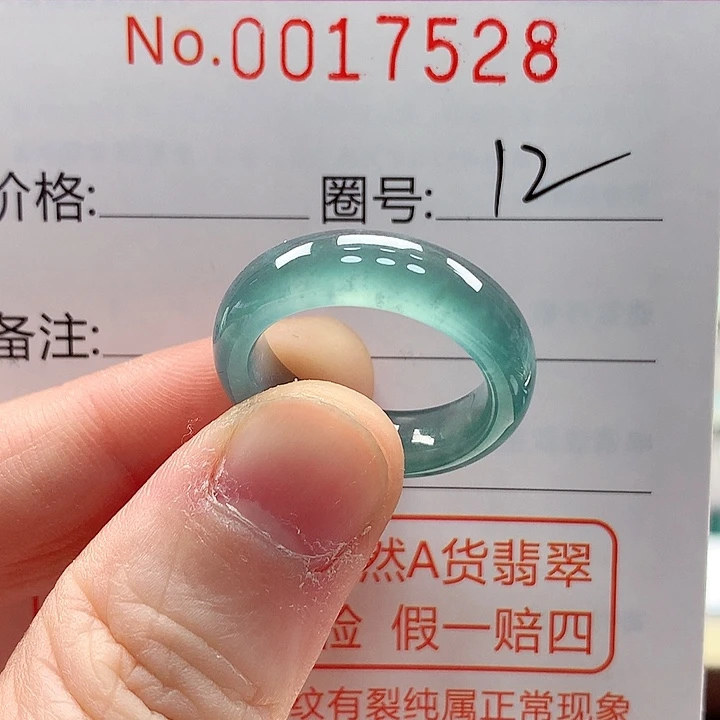 No.0017528
价格: 圈号: 12
备注:
然A货翡翠
验 假一赔四
纹有裂纯属正常现象